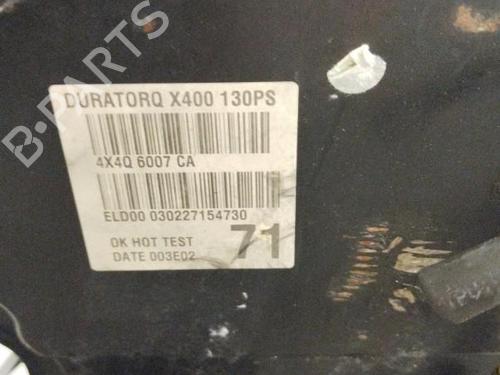 B-PARTS
DURATORQ X400 130PS
4X4Q 6007 CA
ELD00 030227154730
OK HOT TEST
DATE 003E02
71